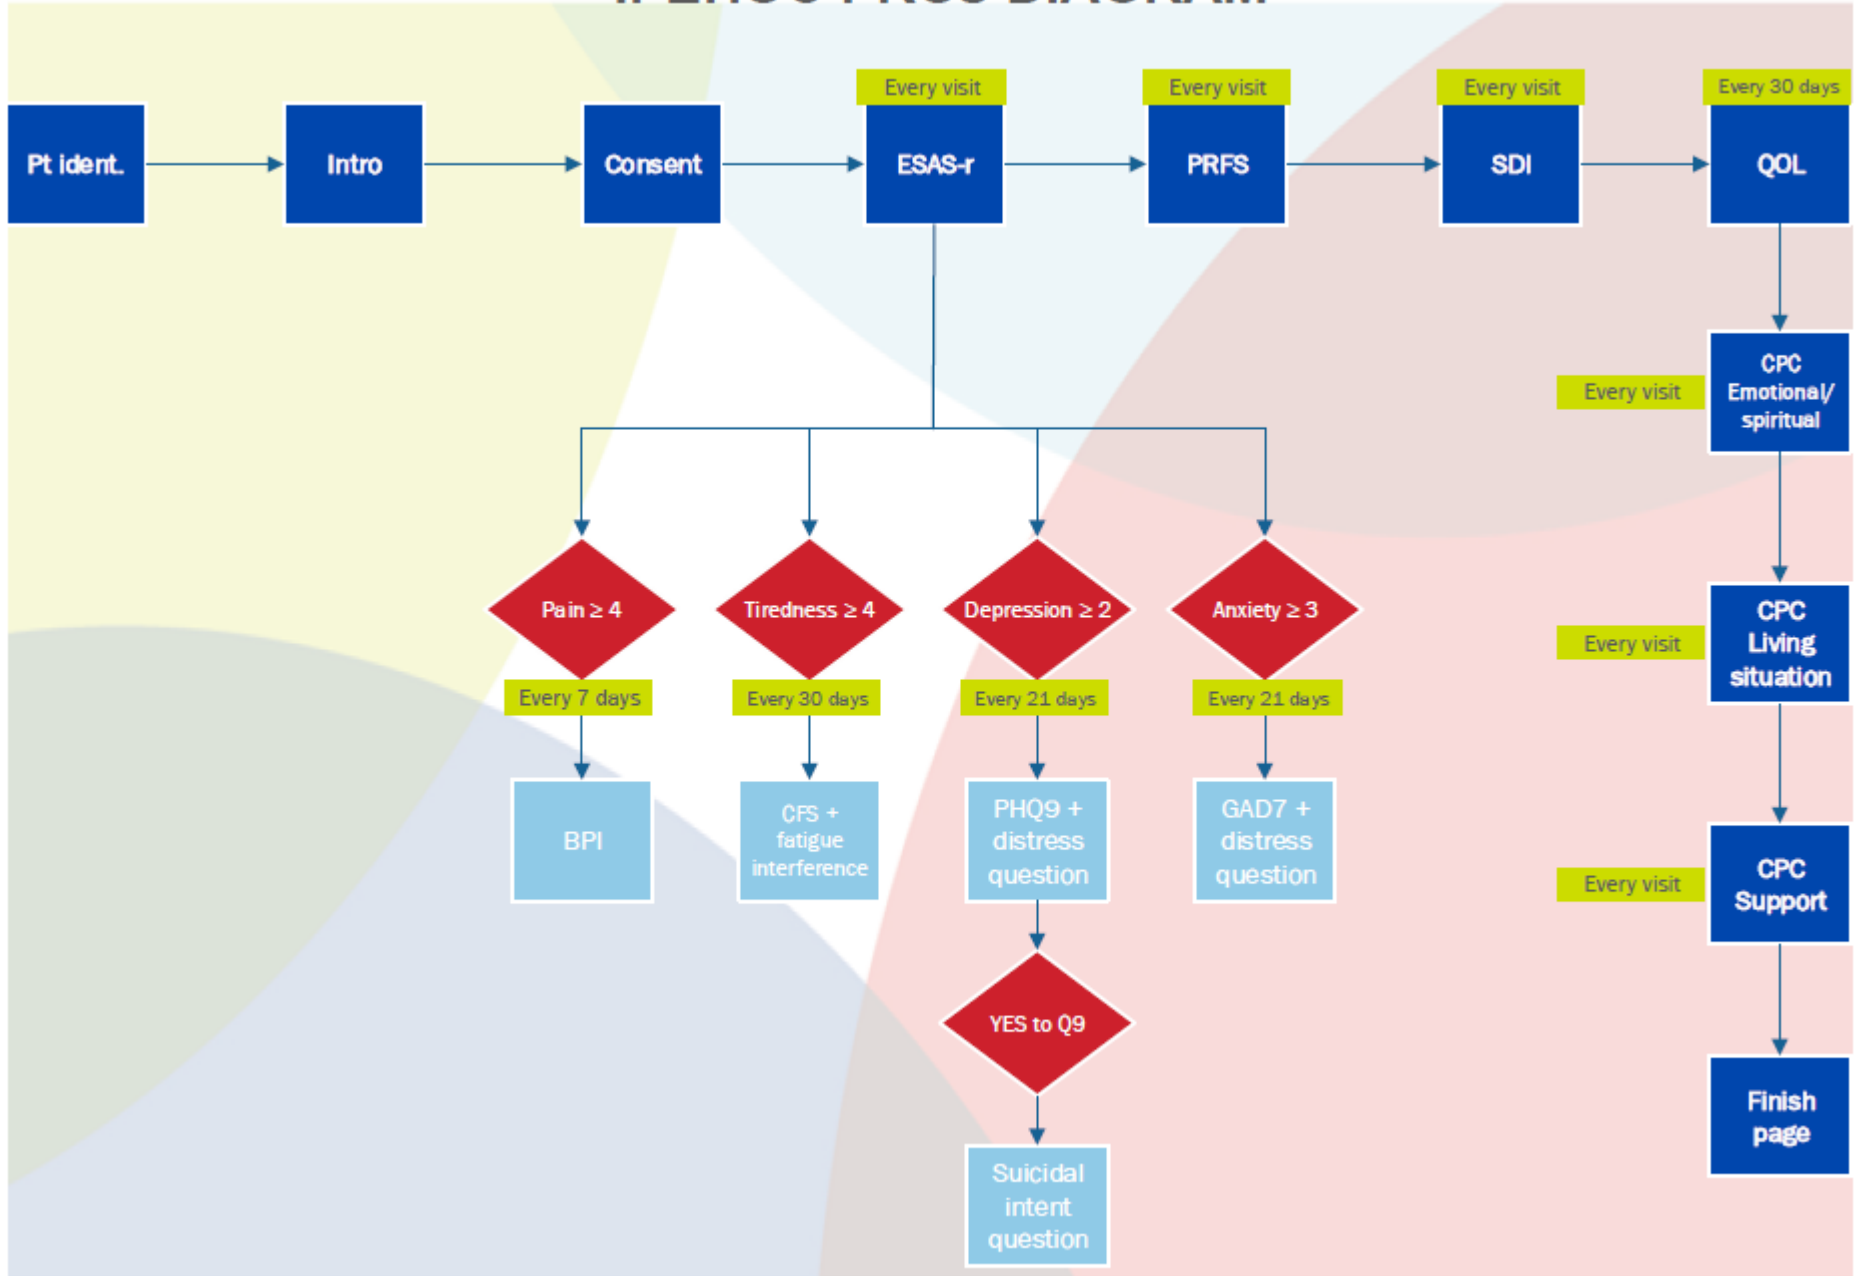 DIAGRAM
Every visit
Every visit
Every visit
Every 30 days
Pt ident.
Intro
Consent
ESAS-r
PRFS
SDI
QOL
Every visit
CPC
Emotional/
spiritual
Pain ≥ 4
Tiredness ≥ 4
Depression ≥ 2
Anxiety ≥ 3
Every visit
CPC
Living
situation
Every 7 days
Every 30 days
Every 21 days
Every 21 days
BPI
CFS +
fatigue
interference
PHQ9 +
distress
question
GAD7 +
distress
question
Every visit
CPC
Support
YES to Q9
Finish
page
Suicidal
intent
question